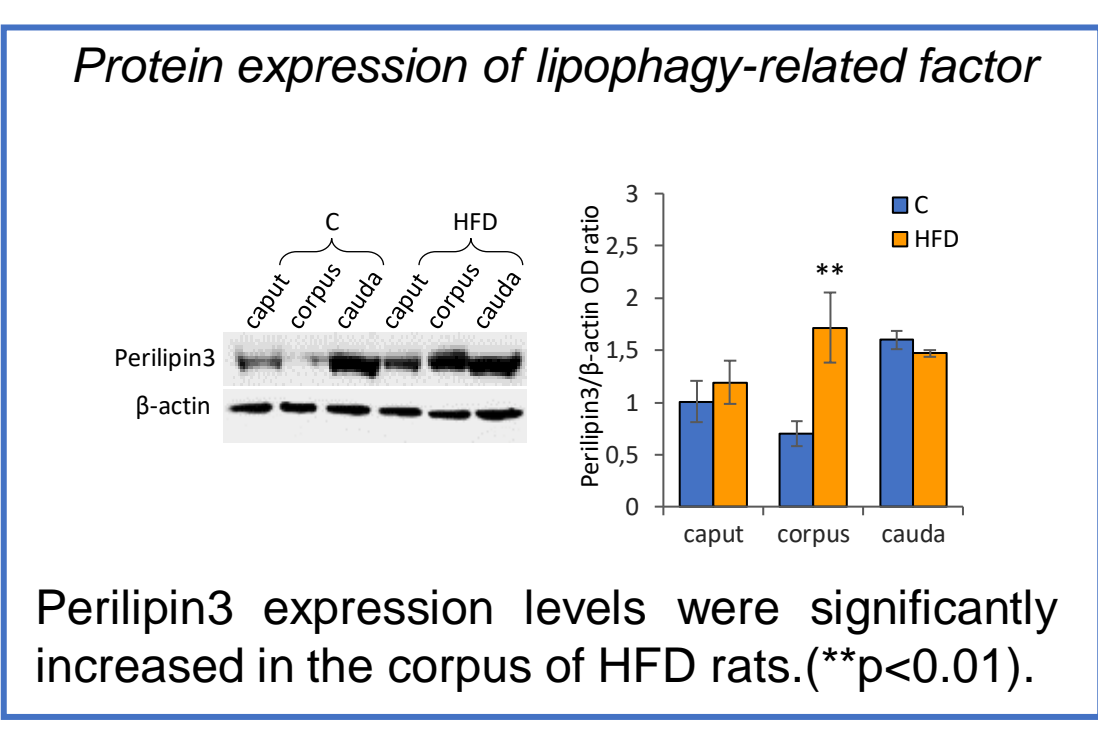 Protein expression of lipophagy-related factor
C HFD
caput corpus cauda caput corpus cauda
Perilipin3
β-actin
Perilipin3/β-actin OD ratio
3
2,5
2
1,5
1
0,5
0
C
HFD
**
caput corpus cauda
Perilipin3 expression levels were significantly
increased in the corpus of HFD rats.(**p<0.01).